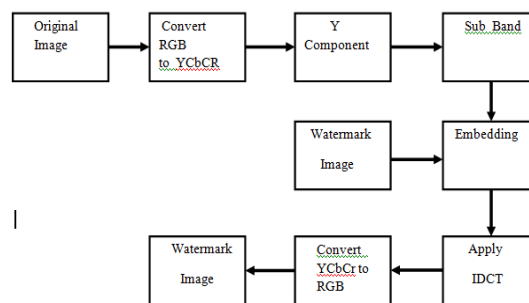 Original
Image
Convert
RGB
to YCbCR
Y
Component
Sub Band
Watermark
Image
Embedding
Watermark
Image
Convert
YCbCr to
RGB
Apply
IDCT